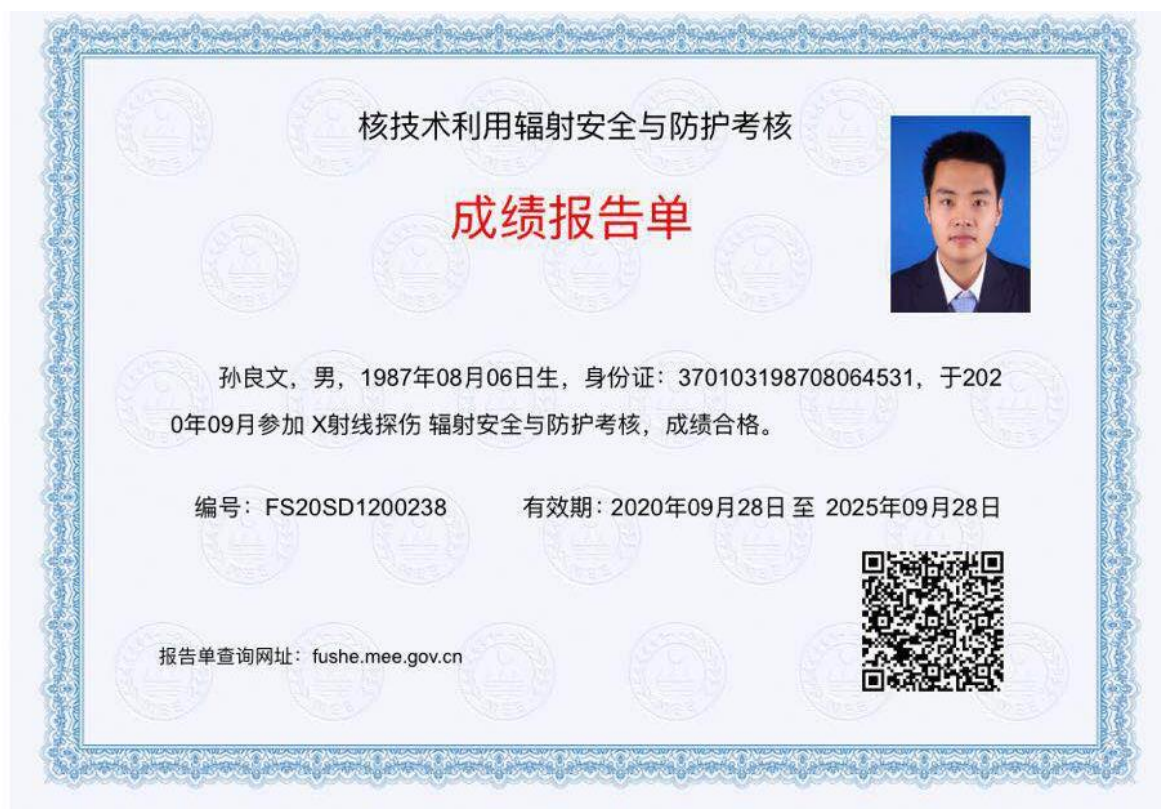 核技术利用辐射安全与防护考核
成绩报告单
孙良文，男，1987年08月06日生，身份证：370103198708064531，于202
0年09月参加 X射线探伤 辐射安全与防护考核，成绩合格。
编号：FS20SD1200238 有效期：2020年09月28日 至 2025年09月28日
报告单查询网址：fushe.mee.gov.cn
MEE